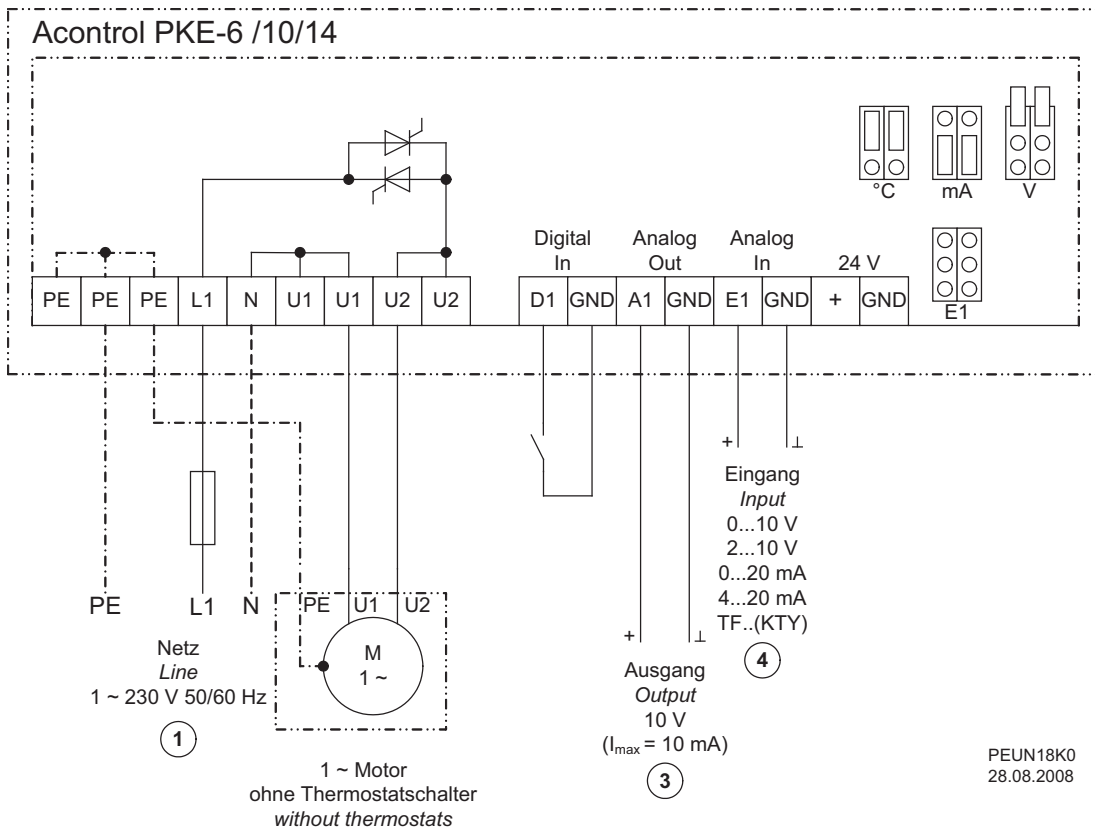 Acontrol PKE-6 /10/14
°C mA V
Digital In Analog Out Analog In 24 V
PE PE PE L1 N U1 U1 U2 U2
D1 GND A1 GND E1 GND + GND
E1
+ ⊥
Eingang
Input
0...10 V
2...10 V
0...20 mA
4...20 mA
TF..(KTY)
4
PE L1 N
Netz
Line
1 ~ 230 V 50/60 Hz
1
PE U1 U2
M
1 ~
1 ~ Motor
ohne Thermostatschalter
without thermostats
+ ⊥
Ausgang
Output
10 V
(Imax = 10 mA)
3
PEUN18K0
28.08.2008